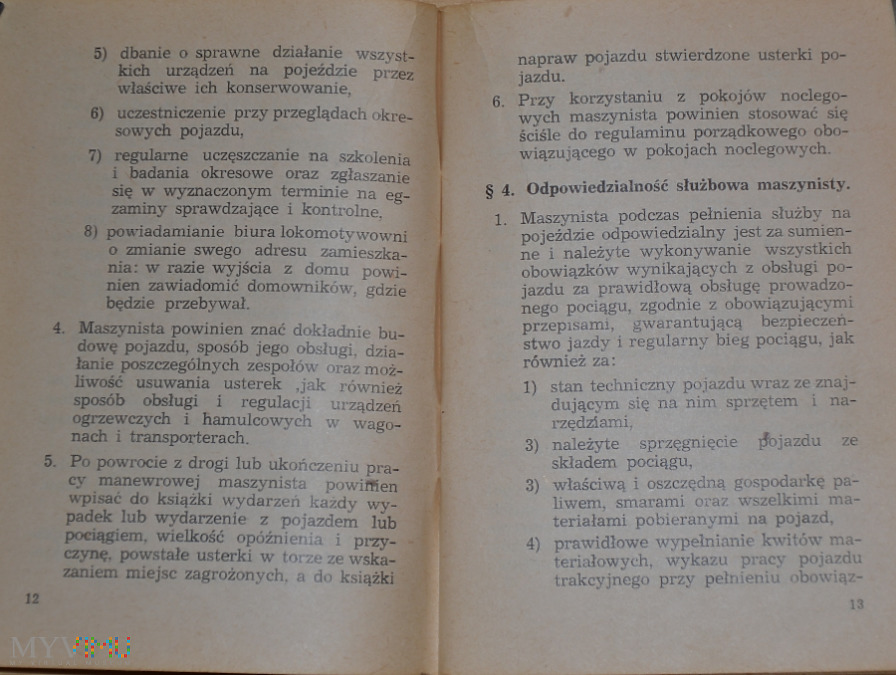 5) dbanie o sprawne działanie wszyst-
kich urządzeń na pojeździe przez
właściwe ich konserwowanie,
6) uczestniczenie przy przeglądach okre-
sowych pojazdu,
7) regularne uczęszczanie na szkolenia
i badania okresowe oraz zgłaszanie
się w wyznaczonym terminie na eg-
zaminy sprawdzające i kontrolne,
8) powiadamianie biura lokomotywowni
o zmianie swego adresu zamieszka-
nia: w razie wyjścia z domu powi-
nien zawiadomić domowników, gdzie
będzie przebywał.
4. Maszynista powinien znać dokładnie bu-
dowę pojazdu, sposób jego obsługi, dzia-
łanie poszczególnych zespołów oraz moż-
liwość usuwania usterek ,jak również
sposób obsługi i regulacji urządzeń
ogrzewczych i hamulcowych w wago-
nach i transporterach.
5. Po powrocie z drogi lub ukończeniu pra-
cy manewrowej maszynista powinien
wpisać do książki wydarzeń każdy wy-
padek lub wydarzenie z pojazdem lub
pociągiem, wielkość opóźnienia i przy-
czynę, powstałe usterki w torze ze wska-
zaniem miejsc zagrożonych, a do książki
12
napraw pojazdu stwierdzone usterki po-
jazdu.
6. Przy korzystaniu z pokojów noclego-
wych maszynista powinien stosować się
ściśle do regulaminu porządkowego obo-
wiązującego w pokojach noclegowych.
§ 4. Odpowiedzialność służbowa maszynisty.
1. Maszynista podczas pełnienia służby na
pojeździe odpowiedzialny jest za sumien-
ne i należyte wykonywanie wszystkich
obowiązków wynikających z obsługi po-
jazdu za prawidłową obsługę prowadzo-
nego pociągu, zgodnie z obowiązującymi
przepisami, gwarantującą bezpieczeń-
stwo jazdy i regularny bieg pociągu, jak
również za:
1) stan techniczny pojazdu wraz ze znaj-
dującym się na nim sprzętem i na-
rzędziami,
3) należyte sprzęgnięcie pojazdu ze
składem pociągu,
3) właściwą i oszczędną gospodarkę pa-
liwem, smarami oraz wszelkimi ma-
teriałami pobieranymi na pojazd,
4) prawidłowe wypełnianie kwitów ma-
teriałowych, wykazu pracy pojazdu
trakcyjnego przy pełnieniu obowiąz-
13
MYVIMU